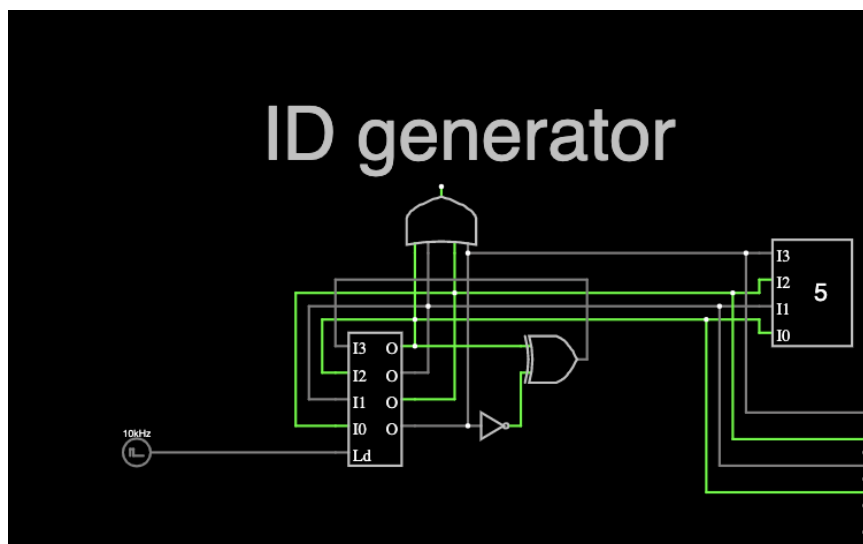 ID generator
I3
I2
5
I1
I0
I3 O
I2 O
I1 O
I0 O
10kHz
Ld